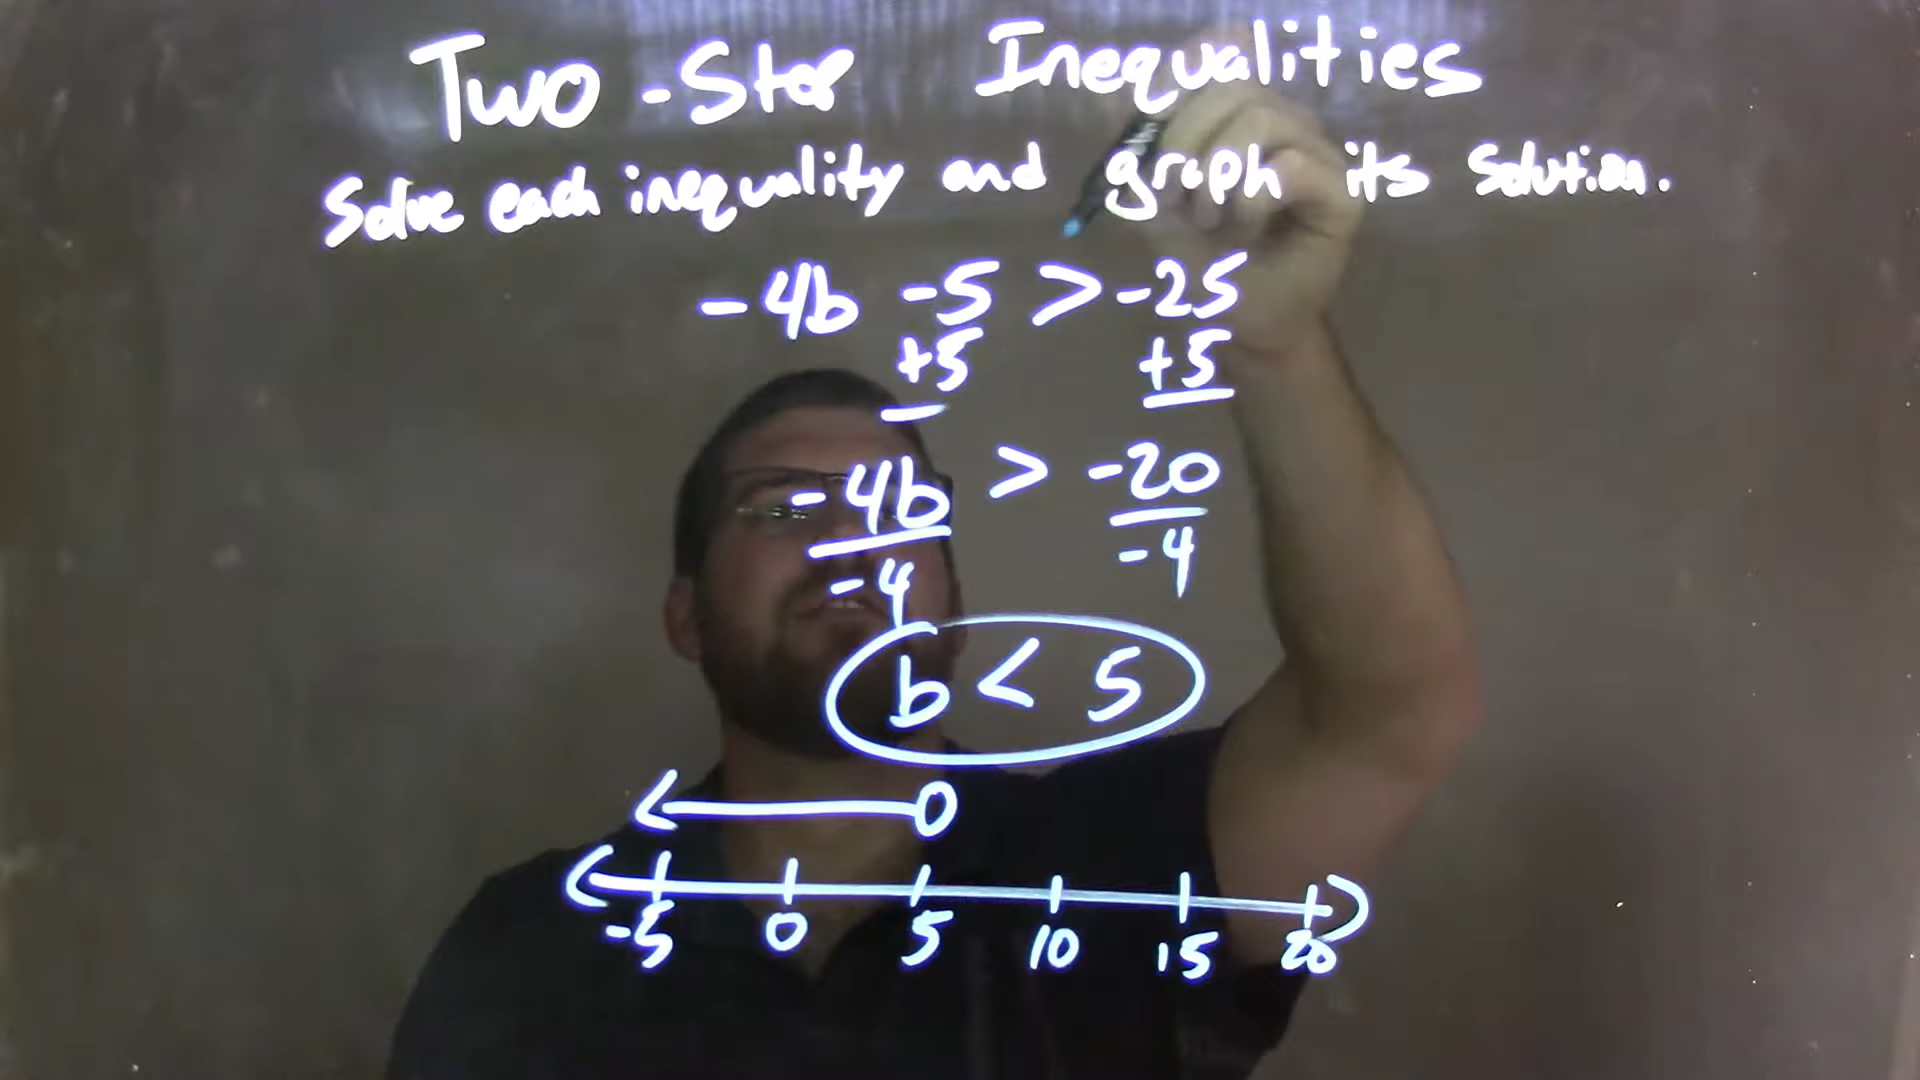 Two-Step Inequalities
Solve each inequality and graph its solution.
-4b -5 > -25
+5 +5
-4b > -20
-4 -4
b < 5
-5 0 5 10 15 20